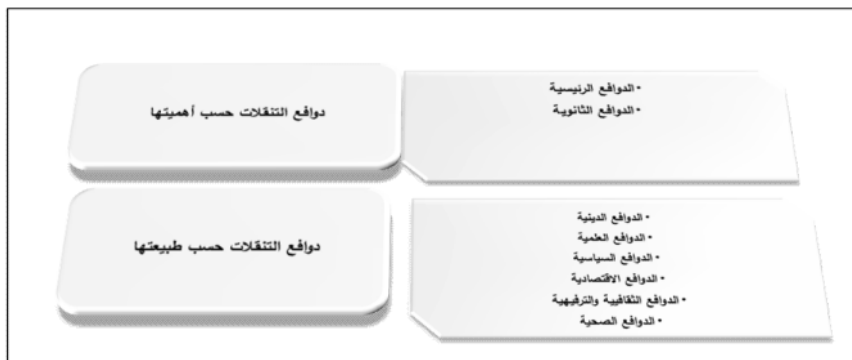 دوافع التنقلات حسب أهميتها
• الدوافع الرئيسية
• الدوافع الثانوية
دوافع التنقلات حسب طبيعتها
• الدوافع الدينية
• الدوافع العلمية
• الدوافع السياسية
• الدوافع الاقتصادية
• الدوافع الثقافيية والترفيهية
• الدوافع الصحية